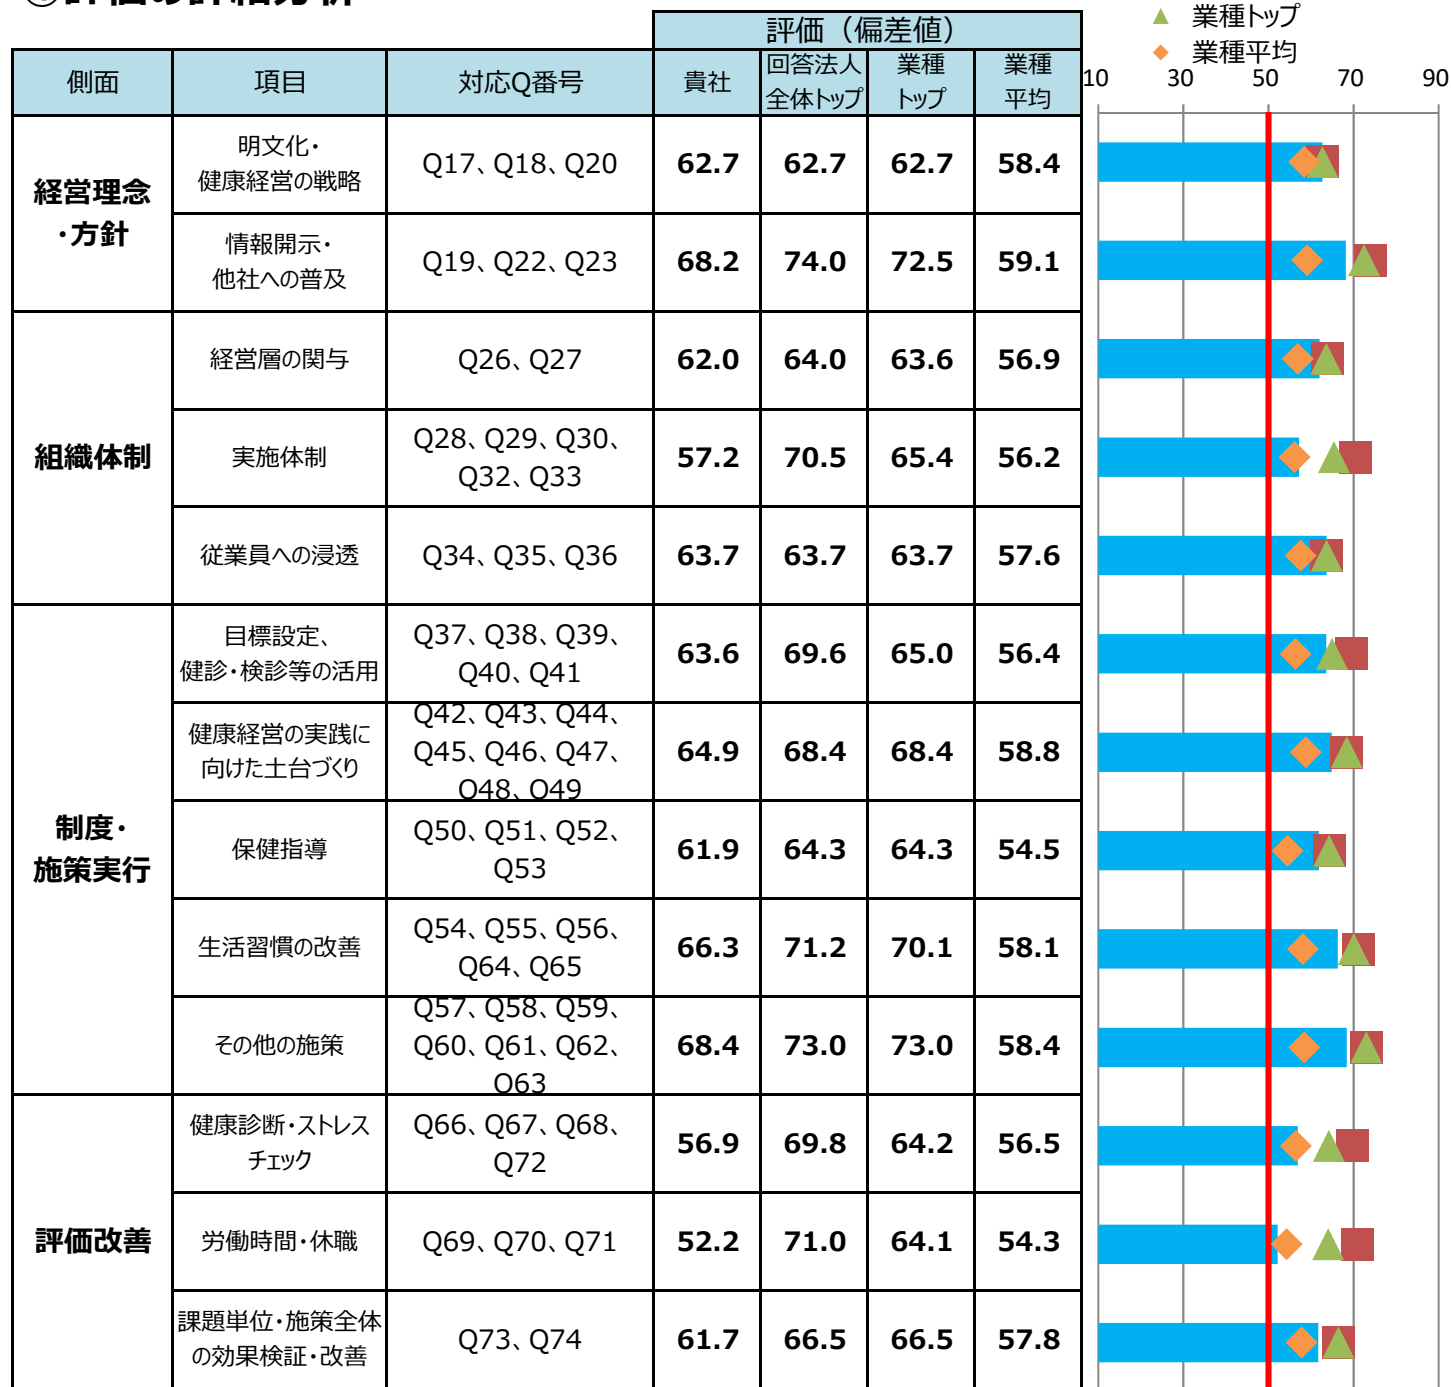 評価（偏差値）
側面 項目 対応Q番号 貴社 回答法人全体トップ 業種トップ 業種平均
▲ 業種トップ
◆ 業種平均
10 30 50 70 90
経営理念・方針
明文化・
健康経営の戦略
Q17、Q18、Q20
62.7 62.7 62.7 58.4
情報開示・
他社への普及
Q19、Q22、Q23
68.2 74.0 72.5 59.1
組織体制
経営層の関与
Q26、Q27
62.0 64.0 63.6 56.9
実施体制
Q28、Q29、Q30、
Q32、Q33
57.2 70.5 65.4 56.2
従業員への浸透
Q34、Q35、Q36
63.7 63.7 63.7 57.6
制度・
施策実行
目標設定、
健診・検診等の活用
Q37、Q38、Q39、
Q40、Q41
63.6 69.6 65.0 56.4
健康経営の実践に
向けた土台づくり
Q42、Q43、Q44、
Q45、Q46、Q47、
Q48、Q49
64.9 68.4 68.4 58.8
保健指導
Q50、Q51、Q52、
Q53
61.9 64.3 64.3 54.5
生活習慣の改善
Q54、Q55、Q56、
Q64、Q65
66.3 71.2 70.1 58.1
その他の施策
Q57、Q58、Q59、
Q60、Q61、Q62、
Q63
68.4 73.0 73.0 58.4
評価改善
健康診断・ストレス
チェック
Q66、Q67、Q68、
Q72
56.9 69.8 64.2 56.5
労働時間・休職
Q69、Q70、Q71
52.2 71.0 64.1 54.3
課題単位・施策全体
の効果検証・改善
Q73、Q74
61.7 66.5 66.5 57.8